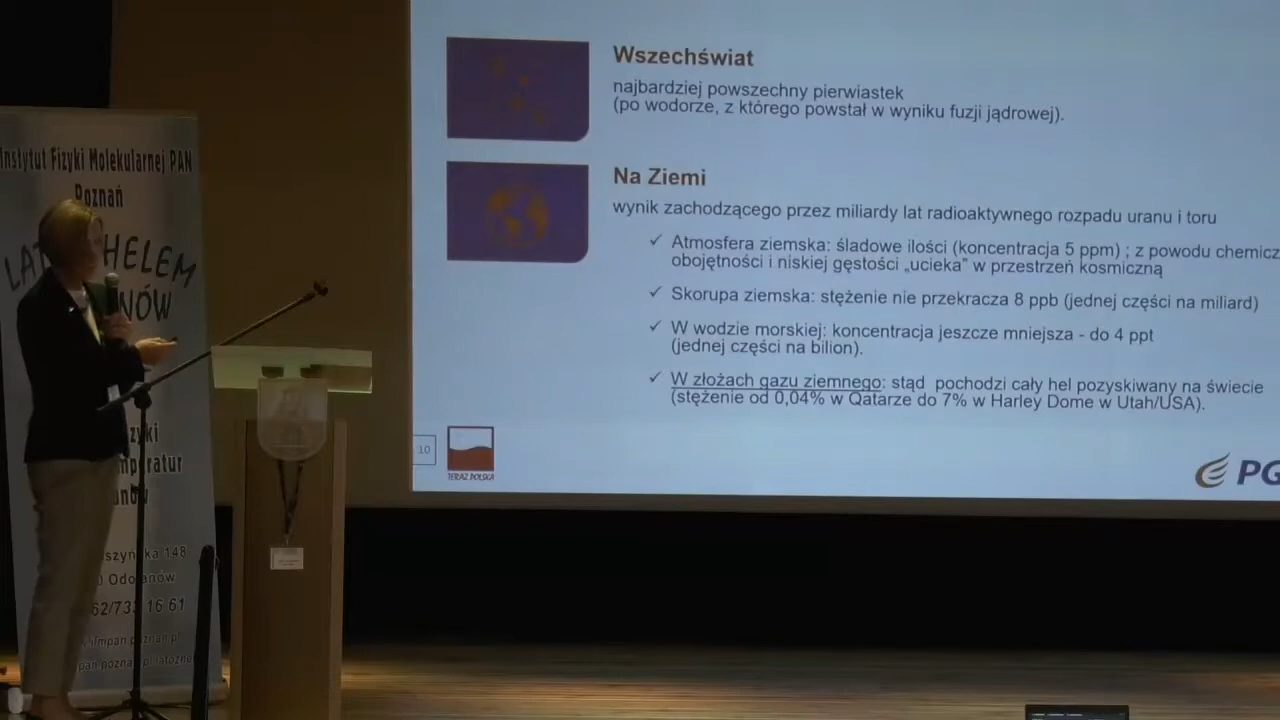 Wszechświat
najbardziej powszechny pierwiastek
(po wodorze, z którego powstał w wyniku fuzji jądrowej).
Na Ziemi
wynik zachodzącego przez miliardy lat radioaktywnego rozpadu uranu i toru
✓ Atmosfera ziemska: śladowe ilości (koncentracja 5 ppm) ; z powodu chemicz
obojętności i niskiej gęstości „ucieka” w przestrzeń kosmiczną
✓ Skorupa ziemska: stężenie nie przekracza 8 ppb (jednej części na miliard)
✓ W wodzie morskiej: koncentracja jeszcze mniejsza - do 4 ppt
(jednej części na bilion).
✓ W złożach gazu ziemnego: stąd pochodzi cały hel pozyskiwany na świecie
(stężenie od 0,04% w Qatarze do 7% w Harley Dome w Utah/USA).
10
TERAZ POLSKA
PG
Instytut Fizyki Molekularnej PAN
Poznań
LAT HELEM
NÓW
zyki
mperatur
anów
szyńska 148
0 Odolanów
62/733 16 61